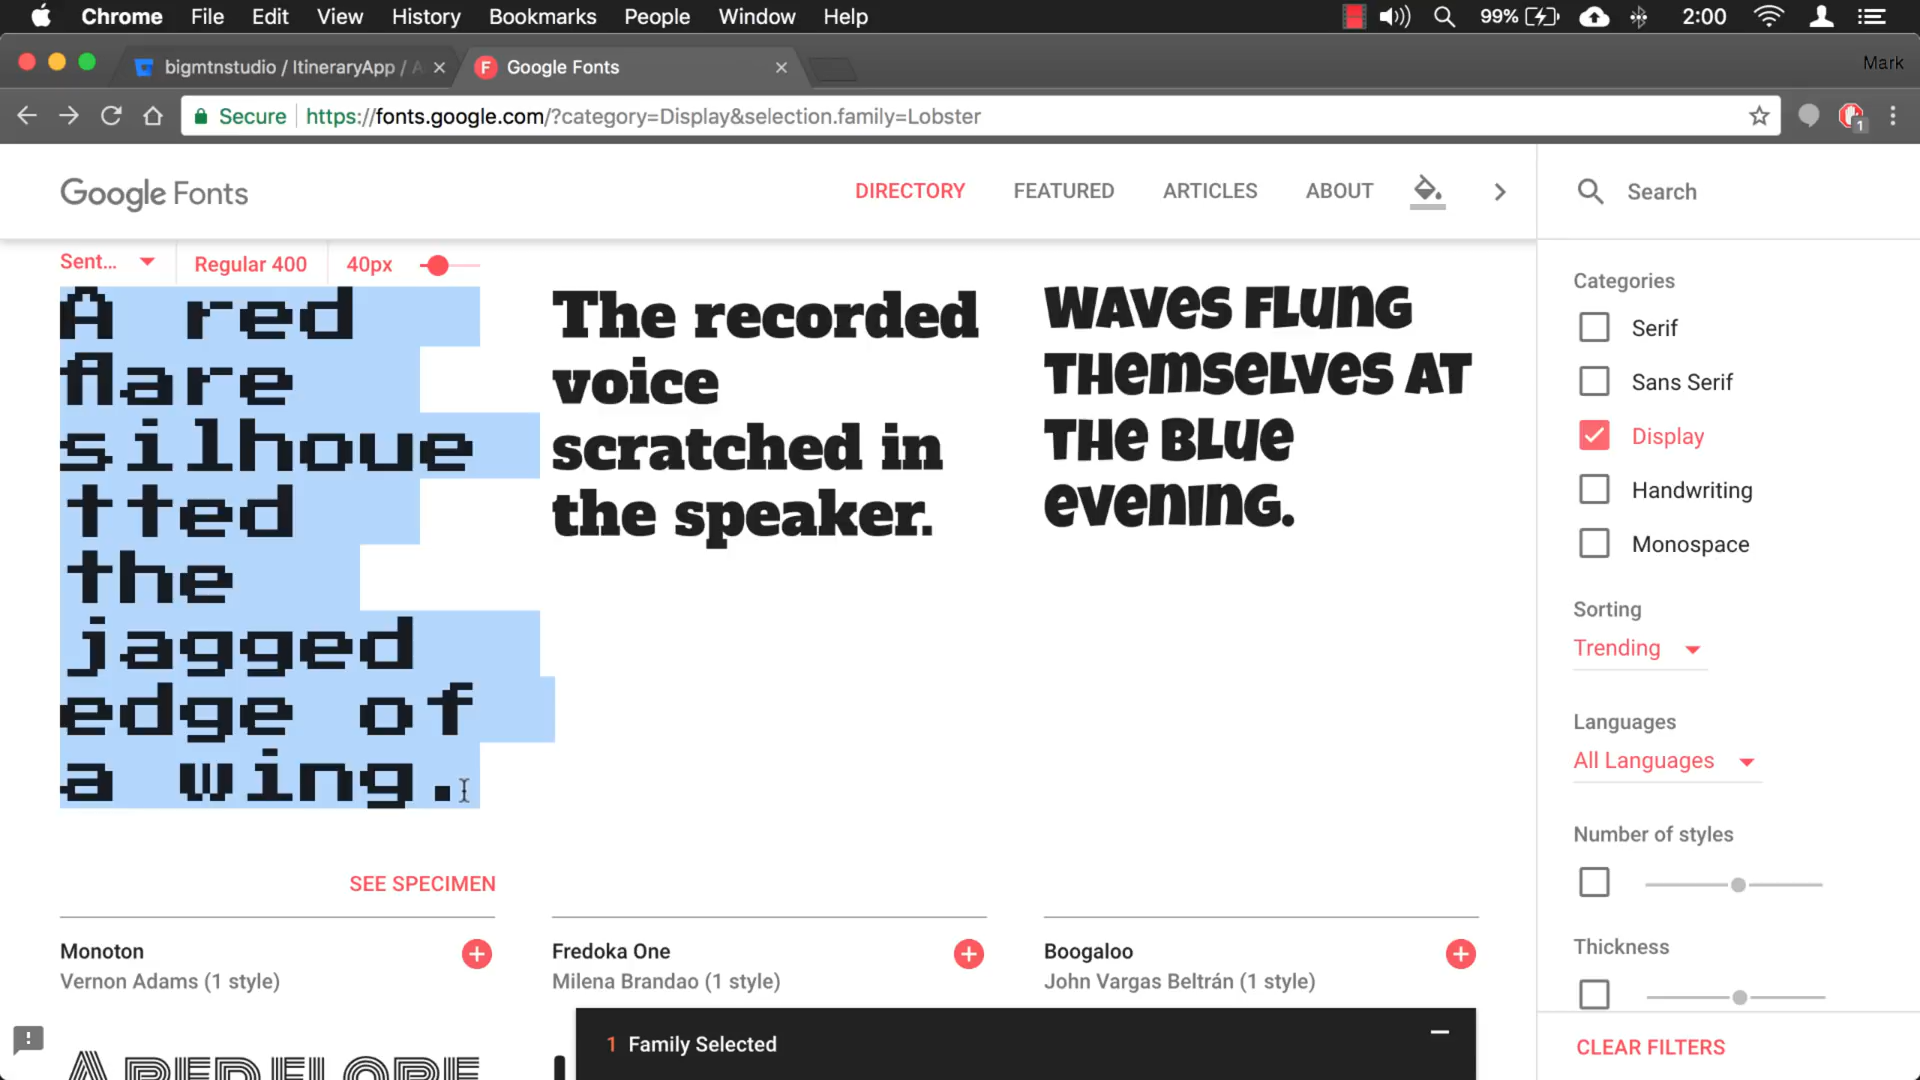 Chrome File Edit View History Bookmarks People Window Help 99% 2:00
bigmtnstudio / ItineraryApp / A
Google Fonts
Mark
Secure https://fonts.google.com/?category=Display&selection.family=Lobster
1
Google Fonts
DIRECTORY FEATURED ARTICLES ABOUT
Search
Sent... Regular 400 40px
A red
flare
silhoue
tted
the
jagged
edge of
a wing.
The recorded
voice
scratched in
the speaker.
WAVES FLUNG
THEMSELVES AT
THE BLUE
EVENING.
SEE SPECIMEN
Monoton
Vernon Adams (1 style)
Fredoka One
Milena Brandao (1 style)
Boogaloo
John Vargas Beltrán (1 style)
1 Family Selected
Categories
Serif
Sans Serif
Display
Handwriting
Monospace
Sorting
Trending
Languages
All Languages
Number of styles
Thickness
CLEAR FILTERS